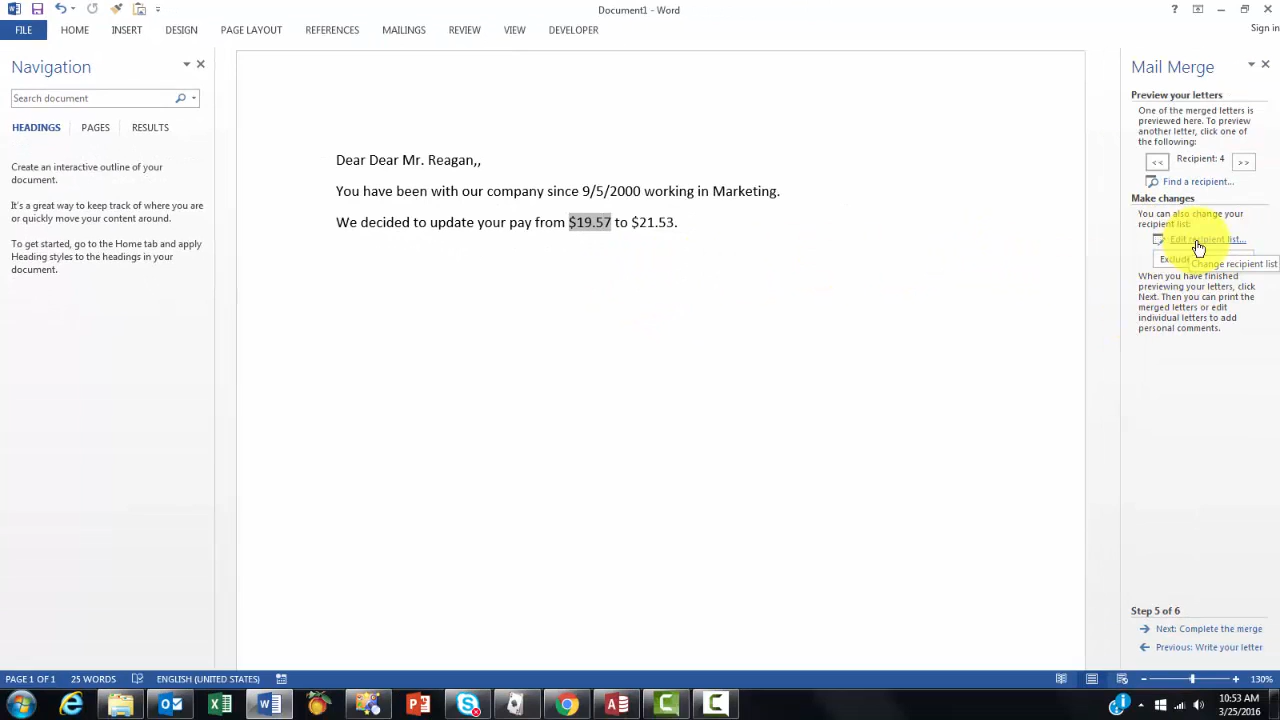 Document1 - Word
Sign in
FILE HOME INSERT DESIGN PAGE LAYOUT REFERENCES MAILINGS REVIEW VIEW DEVELOPER
Navigation
Search document
HEADINGS PAGES RESULTS
Create an interactive outline of your
document.
It's a great way to keep track of where you are
or quickly move your content around.
To get started, go to the Home tab and apply
Heading styles to the headings in your
document.
Dear Dear Mr. Reagan,,
You have been with our company since 9/5/2000 working in Marketing.
We decided to update your pay from $19.57 to $21.53.
Mail Merge
Preview your letters
One of the merged letters is
previewed here. To preview
another letter, click one of
the following:
<< Recipient: 4 >>
Find a recipient...
Make changes
You can also change your
recipient list:
Edit recipient list...
Change recipient list
When you have finished
previewing your letters, click
Next. Then you can print the
merged letters or edit
individual letters to add
personal comments.
Step 5 of 6
Next: Complete the merge
Previous: Write your letter
PAGE 1 OF 1 25 WORDS ENGLISH (UNITED STATES) 130%
10:53 AM
3/25/2016